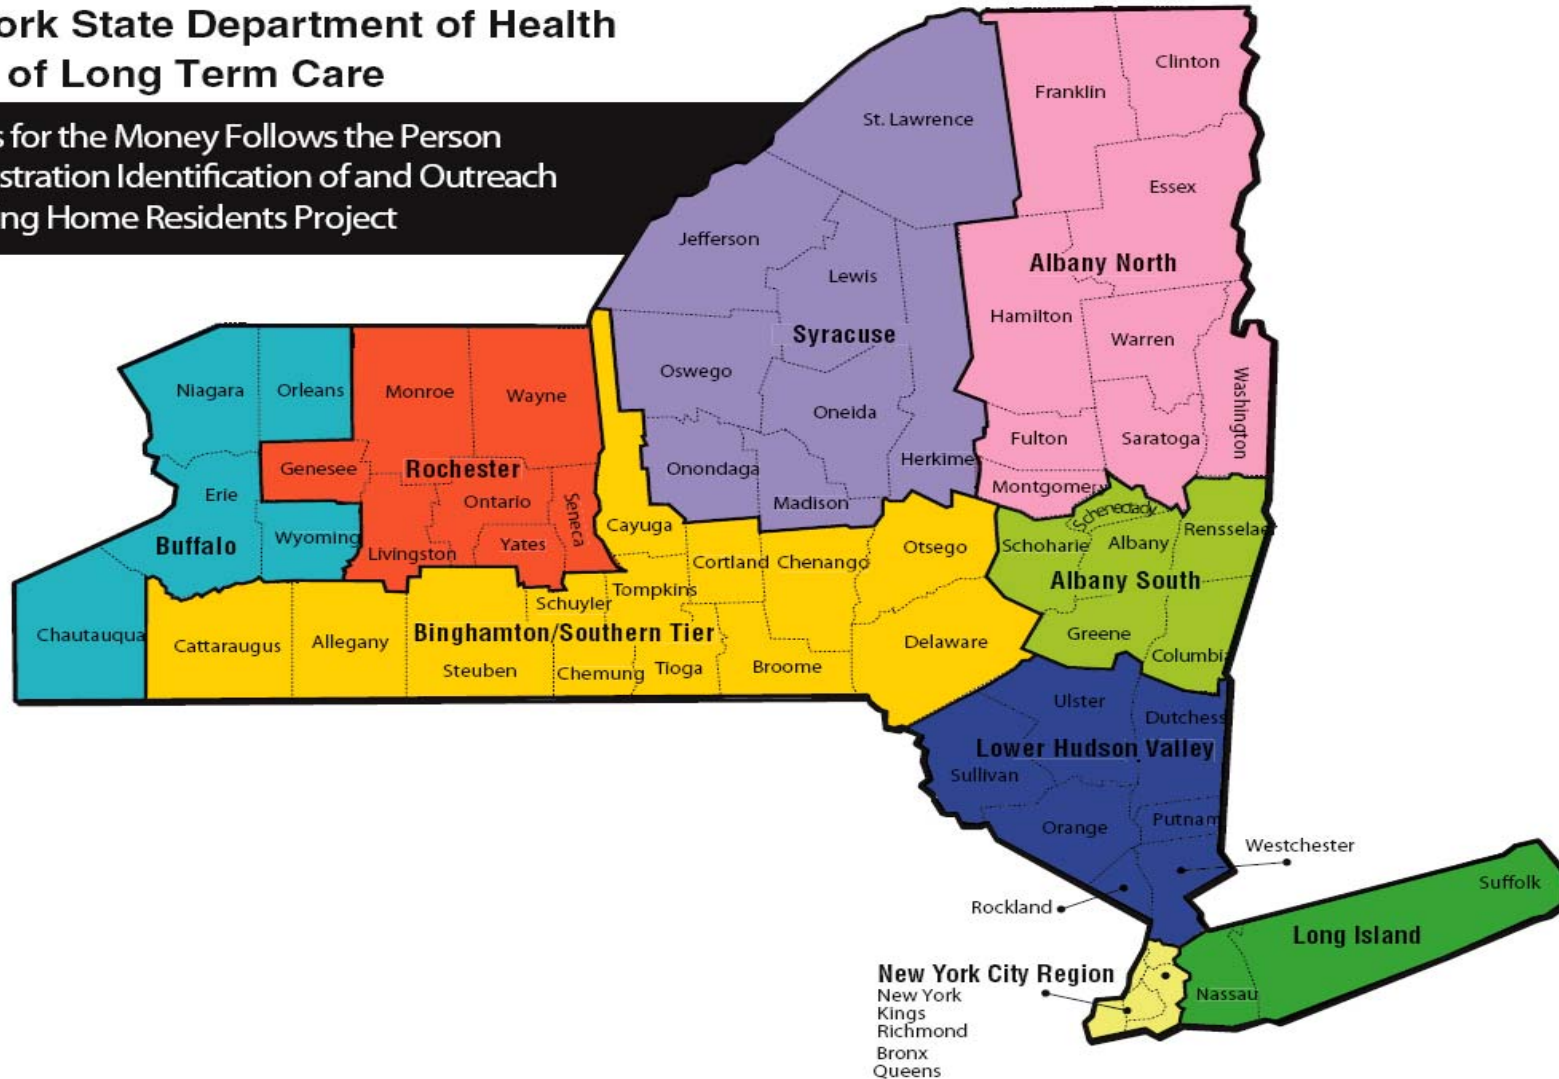 ork State Department of Health
of Long Term Care
s for the Money Follows the Person
stration Identification of and Outreach
ng Home Residents Project
Clinton
Franklin
St. Lawrence
Essex
Jefferson
Albany North
Lewis
Hamilton
Syracuse
Warren
Oswego
Niagara
Orleans
Monroe
Wayne
Washington
Oneida
Fulton
Saratoga
Herkime
Genesee
Rochester
Onondaga
Montgomery
Erie
Ontario
Seneca
Madison
Schenectady
Rensselae
Cayuga
Buffalo
Wyoming
Livingston
Yates
Otsego
Schoharie
Albany
Cortland
Chenango
Albany South
Tompkins
Schuyler
Chautauqua
Cattaraugus
Allegany
Binghamton/Southern Tier
Greene
Delaware
Columbi
Steuben
Chemung
Tioga
Broome
Ulster
Dutchess
Lower Hudson Valley
Sullivan
Orange
Putnam
Westchester
Rockland
Suffolk
Long Island
New York City Region
New York
Kings
Richmond
Bronx
Queens
Nassau